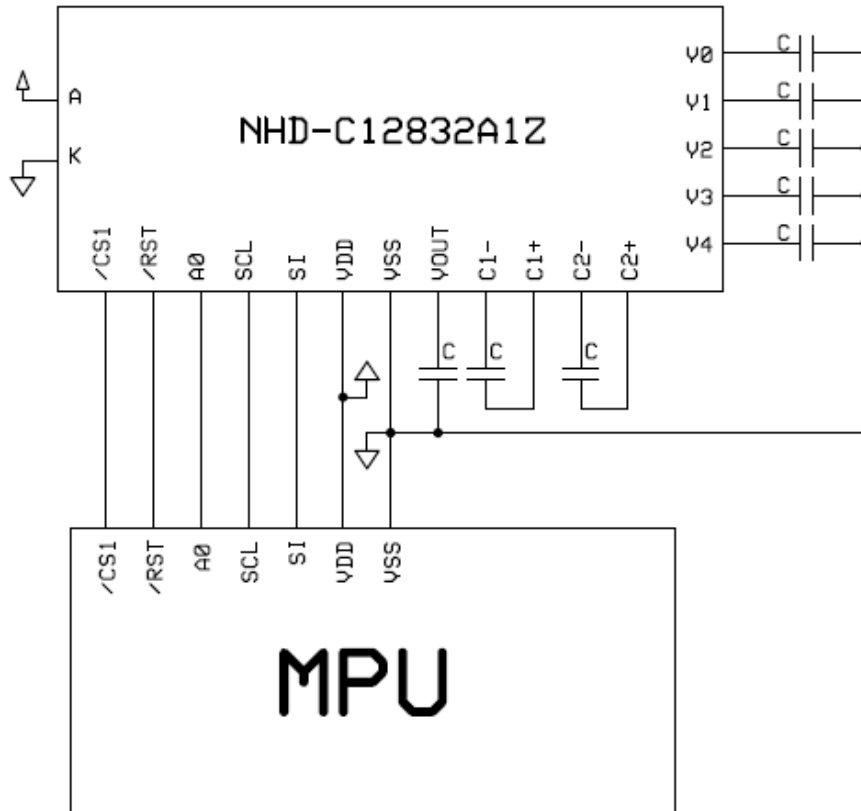 V0 C
A
V1 C
NHD-C12832A1Z
V2 C
K
V3 C
V4 C
/CS1 /RST A0 SCL SI VDD VSS VOUT C1- C1+ C2- C2+
C C C
/CS1 /RST A0 SCL SI VDD VSS
MPU